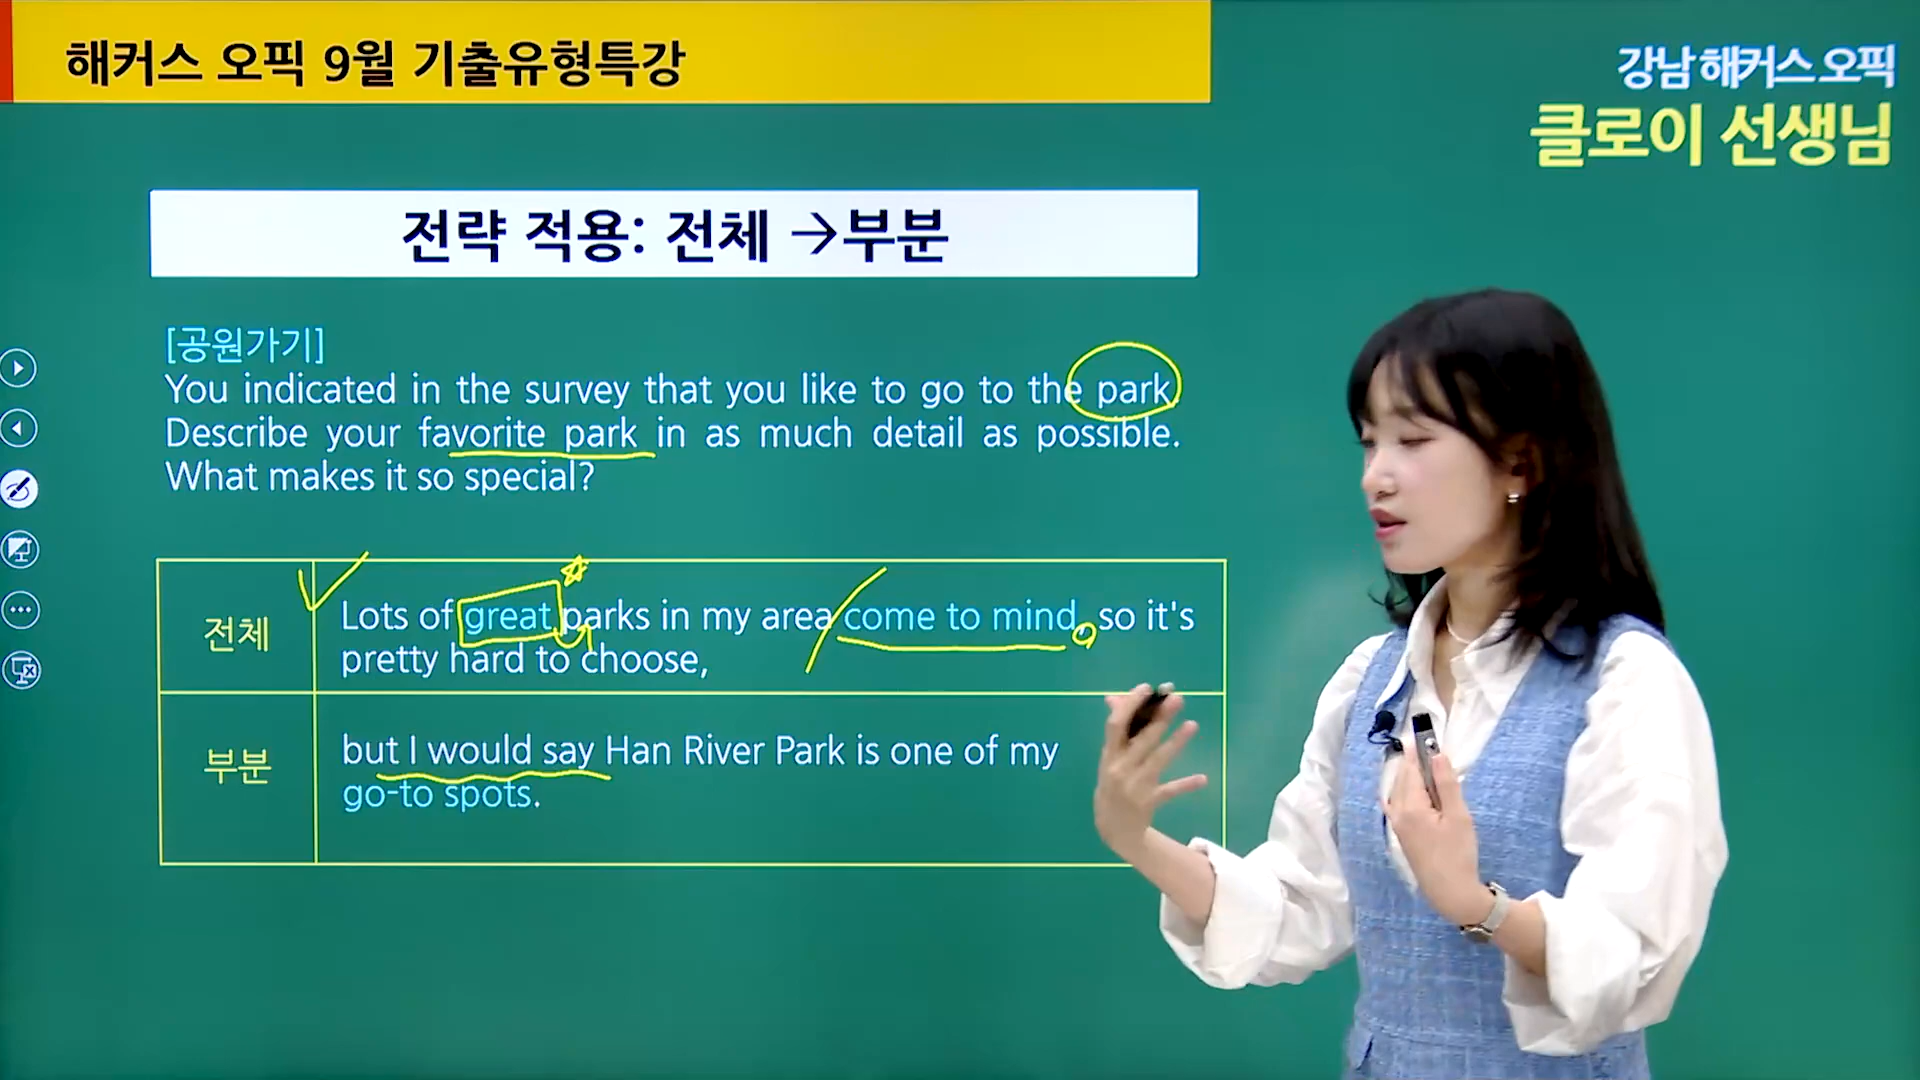 해커스 오픽 9월 기출유형특강
강남 해커스 오픽
클로이 선생님
전략 적용: 전체 →부분
[공원가기]
You indicated in the survey that you like to go to the park.
Describe your favorite park in as much detail as possible.
What makes it so special?
전체
Lots of great parks in my area come to mind, so it's
pretty hard to choose,
부분
but I would say Han River Park is one of my
go-to spots.